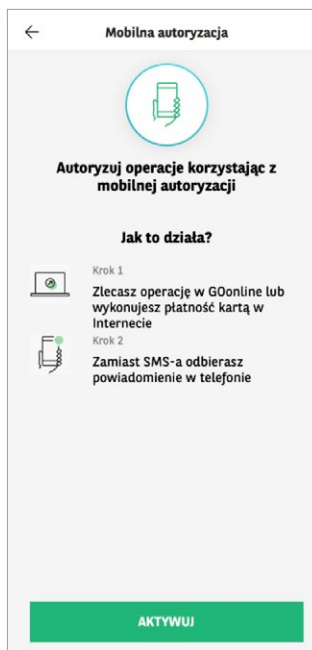 Mobilna autoryzacja
Autoryzuj operacje korzystając z
mobilnej autoryzacji
Jak to działa?
Krok 1
Zlecasz operację w GOonline lub
wykonujesz płatność kartą w
Internecie
Krok 2
Zamiast SMS-a odbierasz
powiadomienie w telefonie
AKTYWUJ